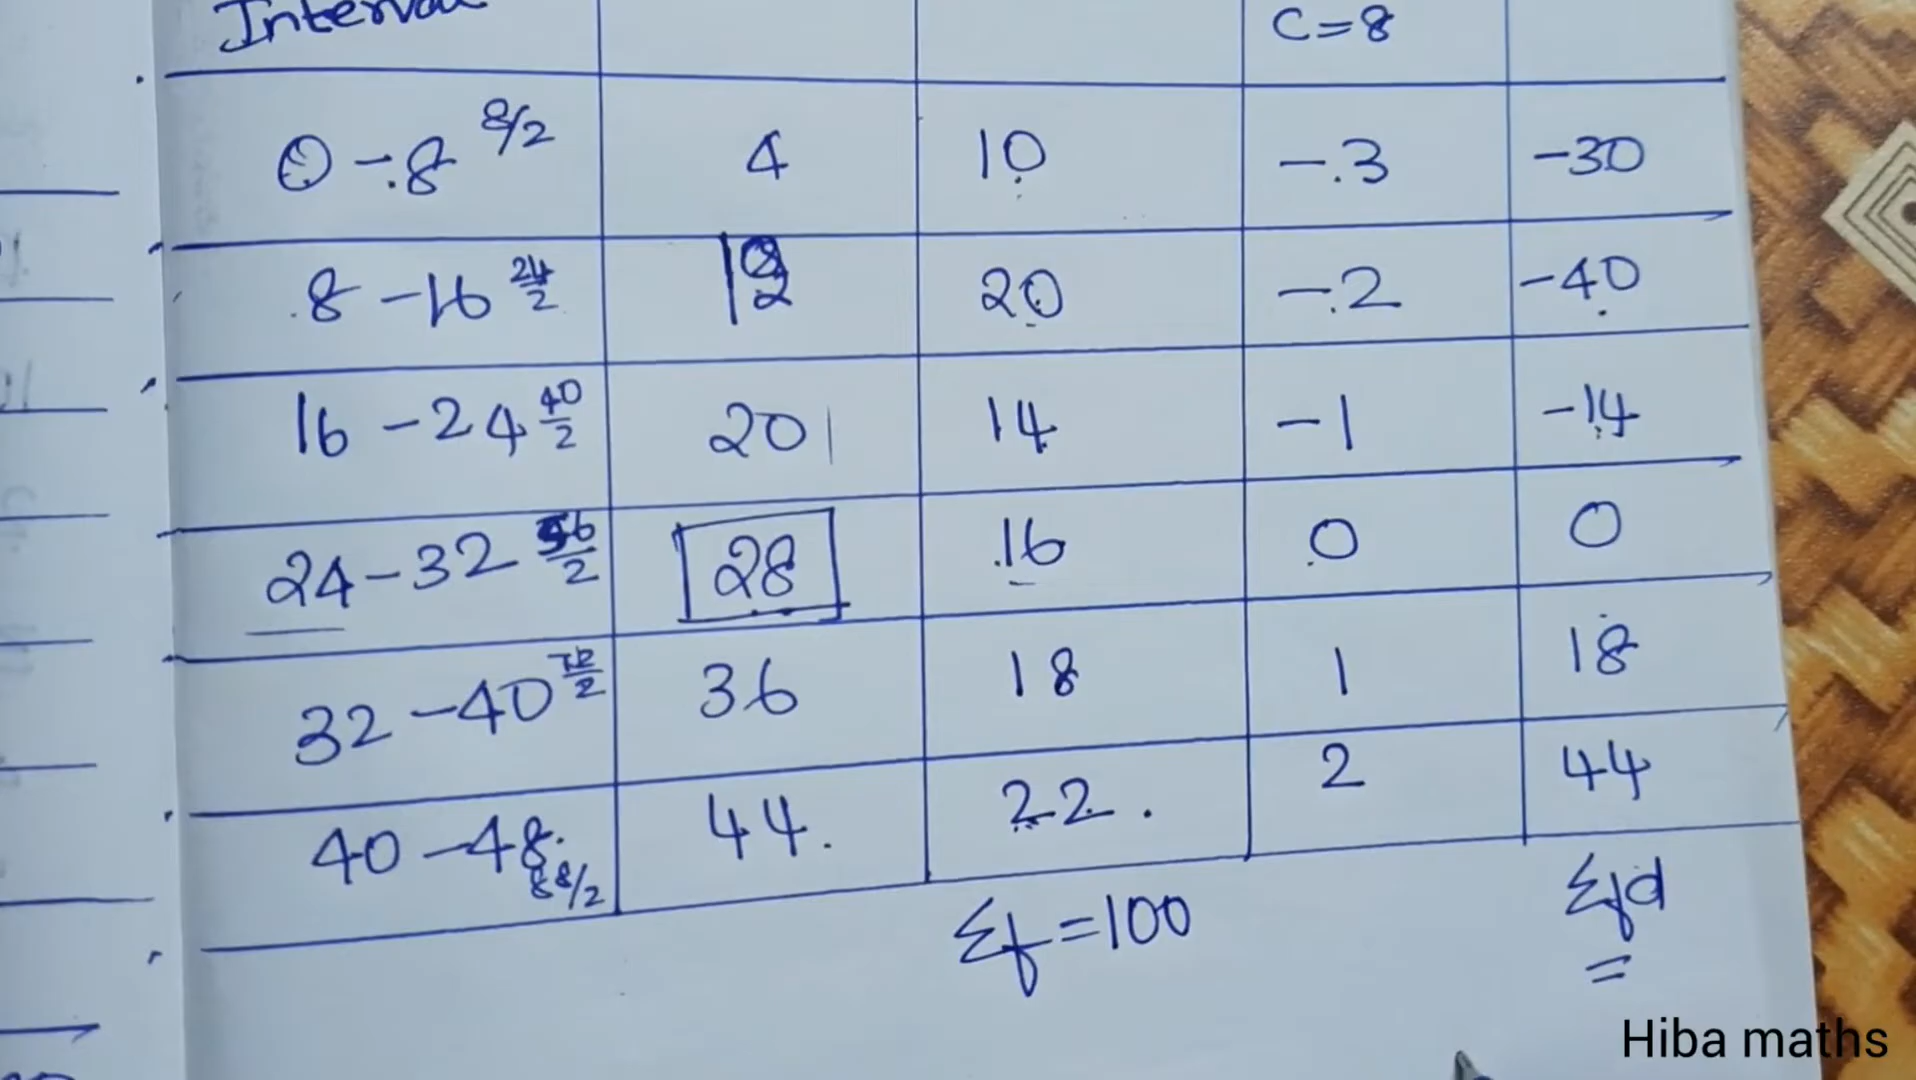 Interval C=8
0-8 8/2 4 10 -3 -30
8-16 24/2 12 20 -2 -40
16-24 40/2 20 14 -1 -14
24-32 56/2 28 16 0 0
32-40 72/2 36 18 1 18
40-48 88/2 44 22 2 44
Σf=100 Σfd
=
Hiba maths